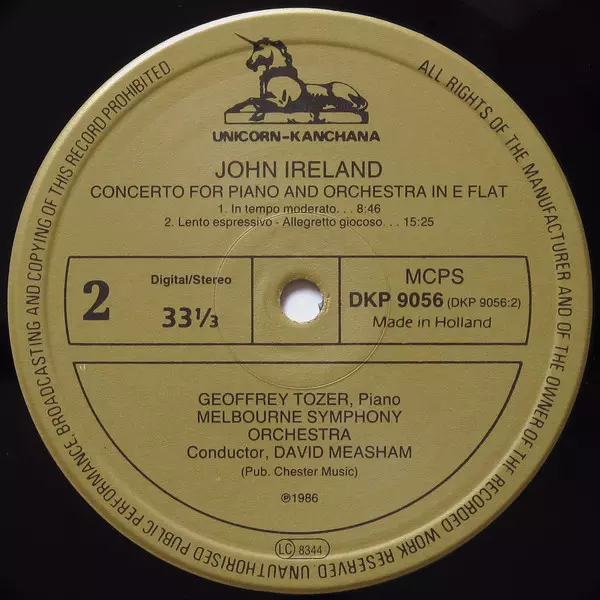 UNICORN-KANCHANA
JOHN IRELAND
CONCERTO FOR PIANO AND ORCHESTRA IN E FLAT
1. In tempo moderato. . . 8:46
2. Lento espressivo - Allegretto giocoso. . . 15:25
2
Digital/Stereo
33⅓
MCPS
DKP 9056 (DKP 9056:2)
Made in Holland
GEOFFREY TOZER, Piano
MELBOURNE SYMPHONY
ORCHESTRA
Conductor, DAVID MEASHAM
(Pub. Chester Music)
℗1986
LC 8344
ALL RIGHTS OF THE MANUFACTURER AND OF THE OWNER OF THE RECORDED WORK RESERVED. UNAUTHORISED PUBLIC PERFORMANCE, BROADCASTING AND COPYING OF THIS RECORD PROHIBITED